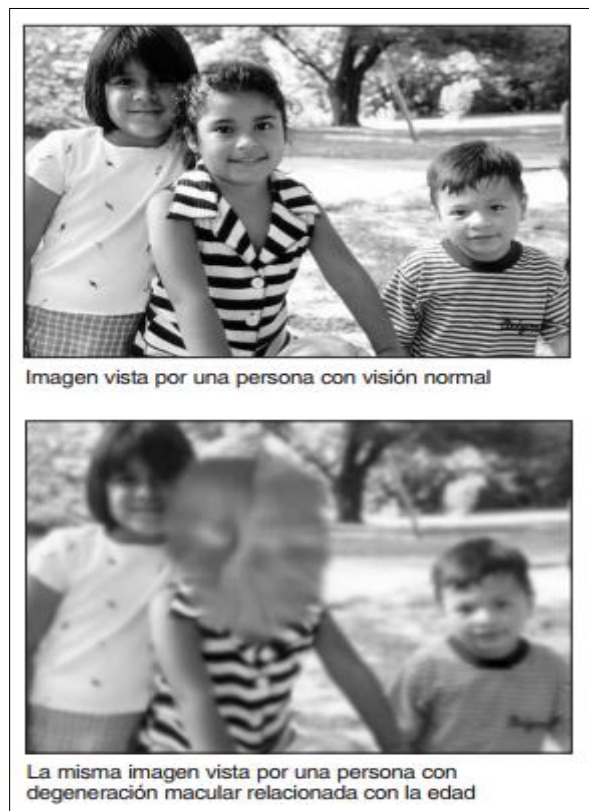 Imagen vista por una persona con visión normal
La misma imagen vista por una persona con
degeneración macular relacionada con la edad